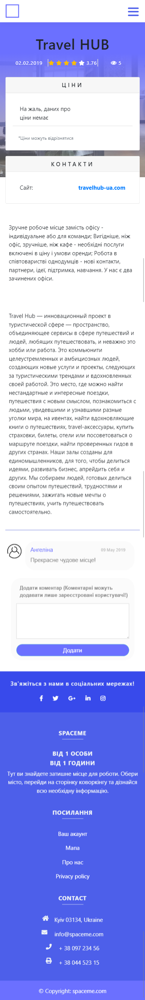 Travel HUB
02.02.2019 3.76 5
ЦІНИ
На жаль, даних про
ціни немає
*Ціни можуть відрізнятися
КОНТАКТИ
Сайт: travelhub-ua.com
Зручне робоче місце замість офісу -
індивідуальне або для команди; Вигідніше, ніж
офіс, зручніше, ніж кафе - необхідні послуги
включені в ціну і умови оренди; Робота в
співтоваристві однодумців - нові контакти,
партнери, ідеї, підтримка, навчання. У нас є два
зачинених офіси.
Travel Hub — инновационный проект в
туристической сфере — пространство,
объединяющее сервисы в сфере путешествий и
людей, любящих путешествовать, и неважно это
хобби или работа. Это коммьюнити
целеустремленных и амбициозных людей,
создающих новые услуги и проекты, следующих
за туристическими трендами и вдохновленных
своей работой. Это место, где можно найти
нестандартные и интересные поездки,
путешествия с новым смыслом, познакомиться с
людьми, увидевшими и узнавшими разные
уголки мира, на ивентах, найти вдохновляющие
книги о путешествиях, travel-аксессуары, купить
страховки, билеты, отели или посоветоваться о
маршруте поездки, найти проверенных гидов в
других странах. Наши залы созданы для
единомышленников, для того, чтобы делиться
идеями, развивать бизнес, апрейдить себя и
других. Мы собираем людей, готовых делиться
своим опытом путешествий, трудностями и
решениями, зажигать новые мечты о
путешествиях, учить путешествовать
самостоятельно.
Ангеліна 09 May 2019
Прекрасне чудове місце!
Додати коментар (Коментарні можуть
додавати лише зареєстровані користувачі!)
Додати
Зв'яжіться з нами в соціальних мережах!
SPACEME
ВІД 1 ОСОБИ
ВІД 1 ГОДИНИ
Тут ви знайдете затишне місце для роботи. Обери
місто, перейди на сторінку коворкінгу та дізнайся
всю необхідну інформацію.
ПОСИЛАННЯ
Ваш акаунт
Мапа
Про нас
Privacy policy
CONTACT
Kyiv 03134, Ukraine
info@spaceme.com
+ 38 097 234 56
+ 38 044 523 15
© Copyright: spaceme.com